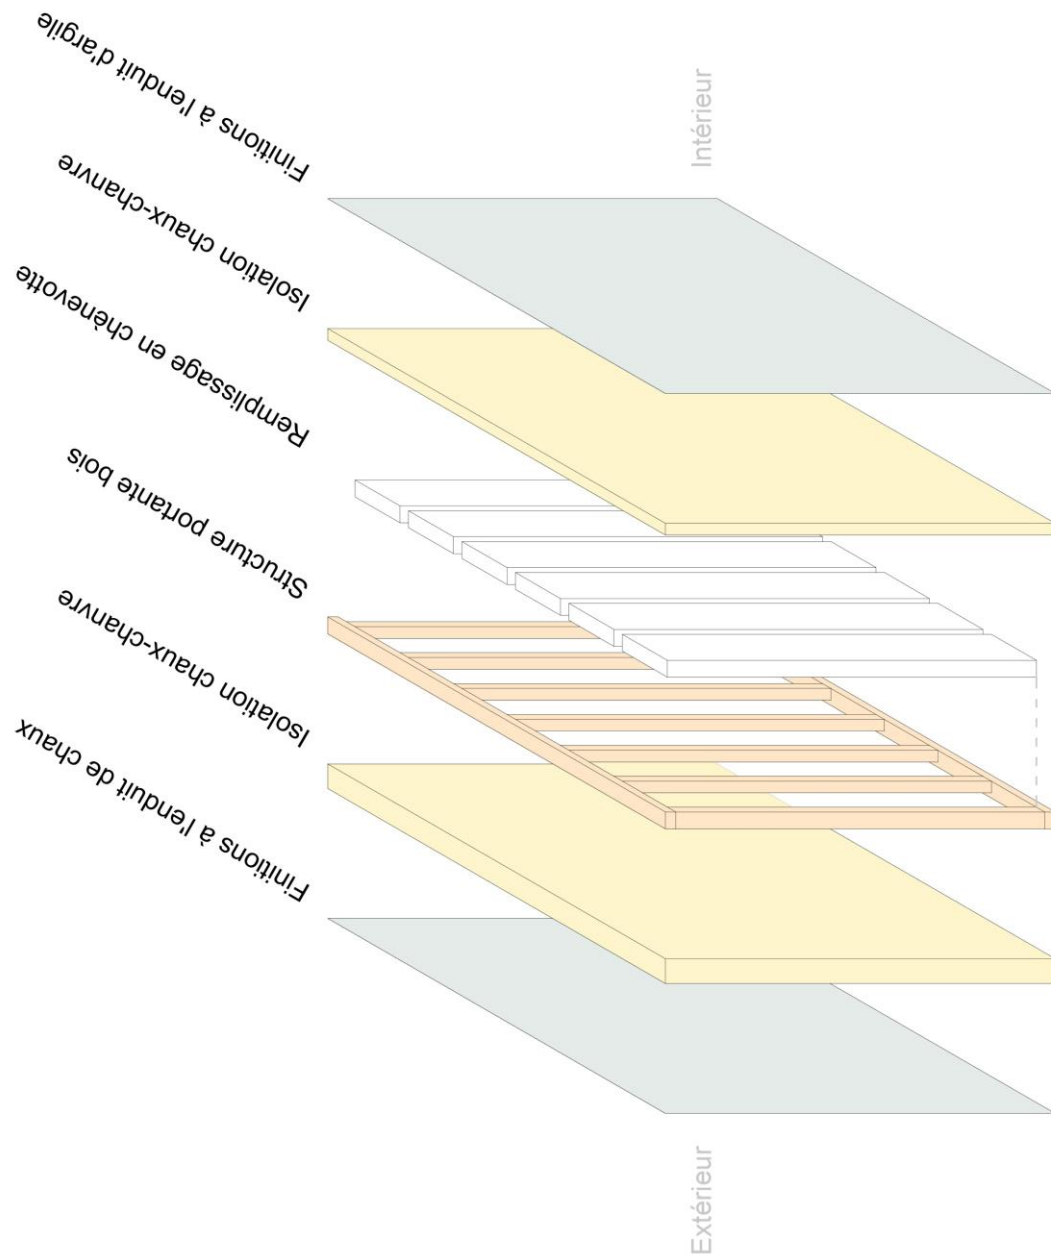 Intérieur
Finitions à l'enduit d'argile
Isolation chaux-chanvre
Remplissage en chènevotte
Structure portante bois
Isolation chaux-chanvre
Finitions à l'enduit de chaux
Extérieur